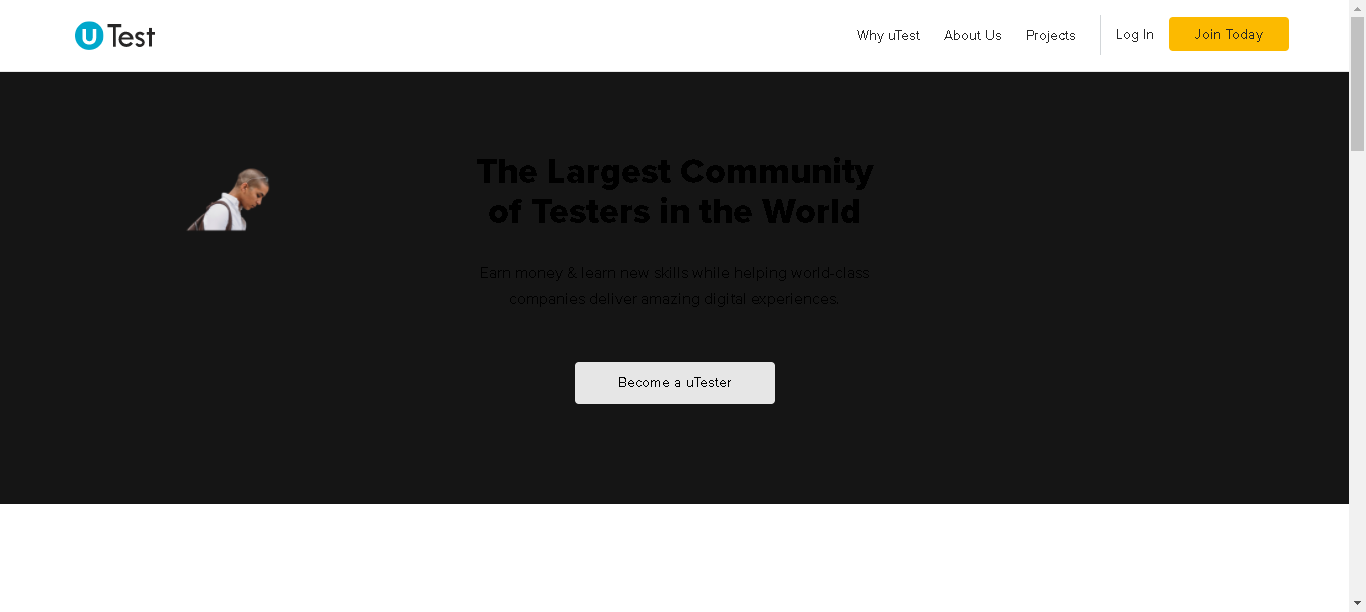 uTest
Why uTest
About Us
Projects
Log In
Join Today
The Largest Community
of Testers in the World
Earn money & learn new skills while helping world-class
companies deliver amazing digital experiences.
Become a uTester